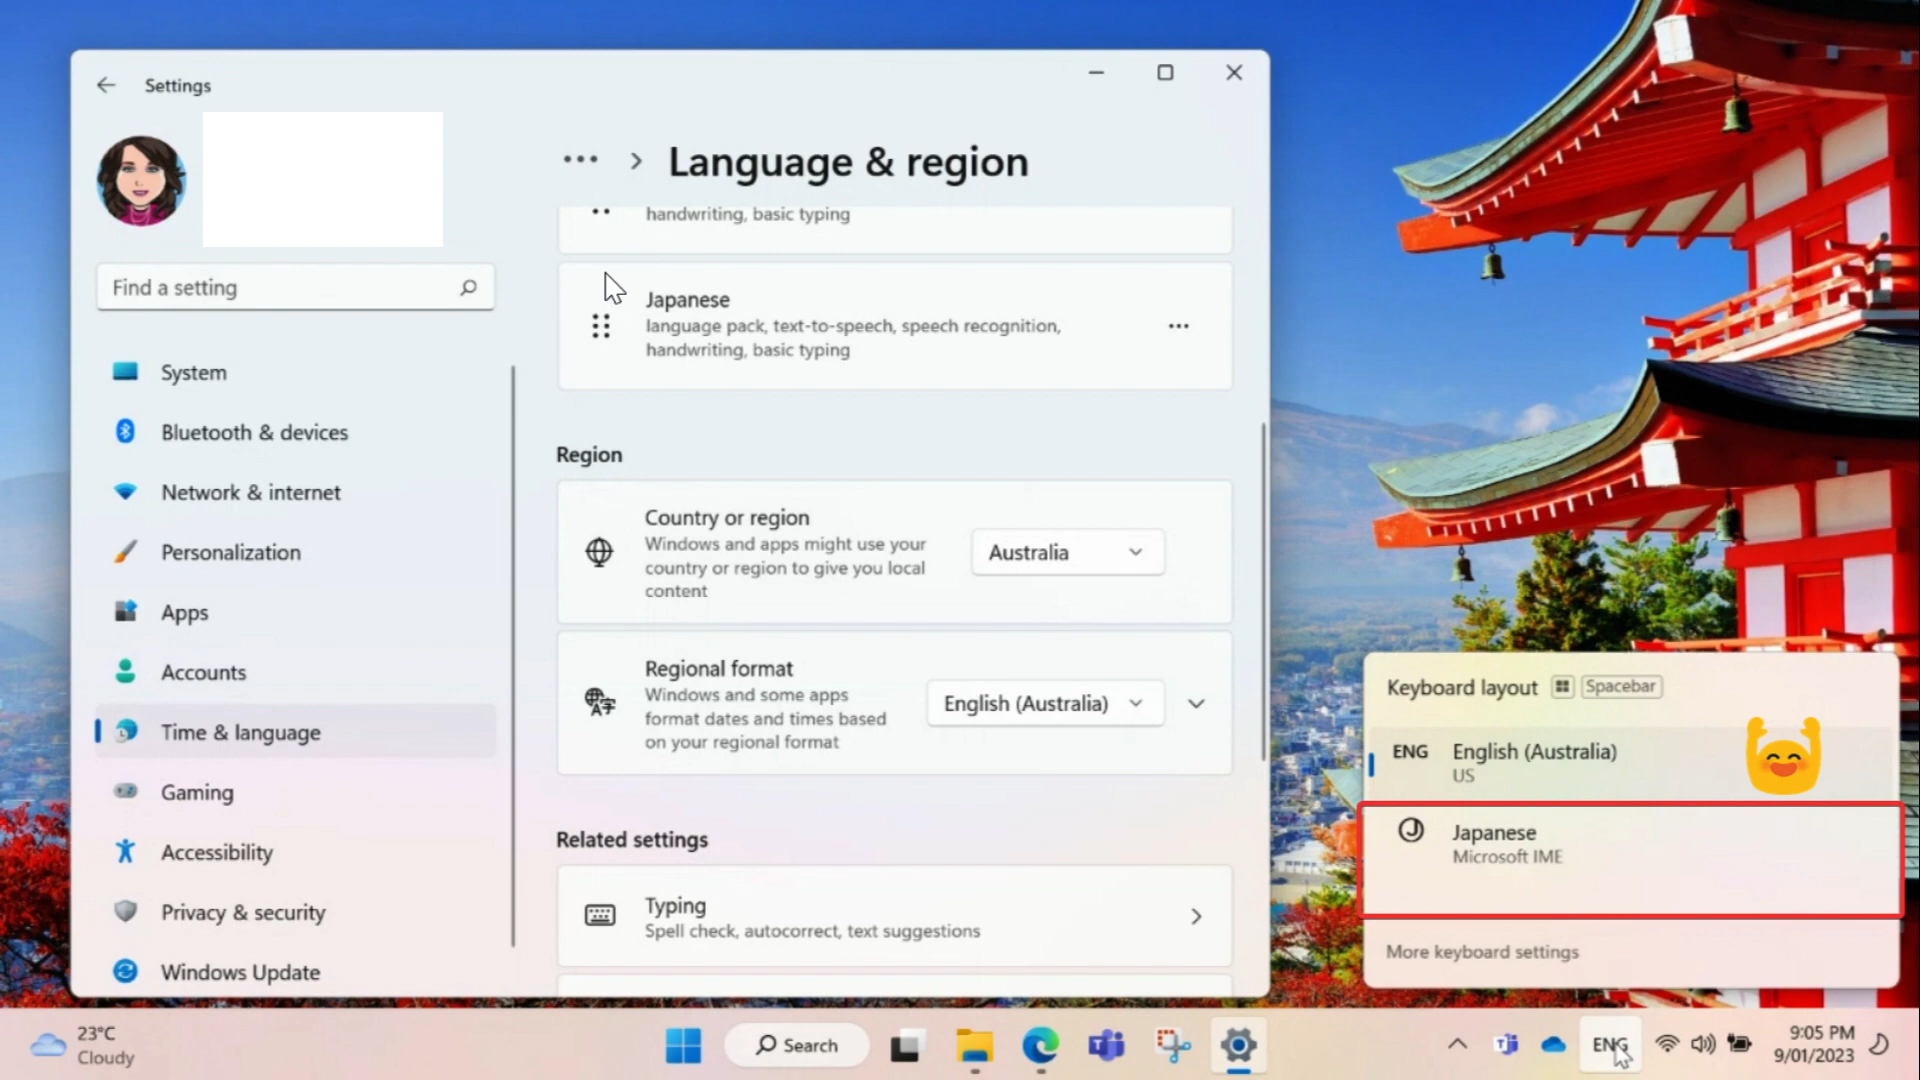 Settings
Find a setting
System
Bluetooth & devices
Network & internet
Personalization
Apps
Accounts
Time & language
Gaming
Accessibility
Privacy & security
Windows Update
Language & region
handwriting, basic typing
Japanese
language pack, text-to-speech, speech recognition,
handwriting, basic typing
Region
Country or region
Windows and apps might use your
country or region to give you local
content
Australia
Regional format
Windows and some apps
format dates and times based
on your regional format
English (Australia)
Related settings
Typing
Spell check, autocorrect, text suggestions
Keyboard layout Spacebar
ENG English (Australia)
US
Japanese
Microsoft IME
More keyboard settings
23°C
Cloudy
Search
ENG
9:05 PM
9/01/2023